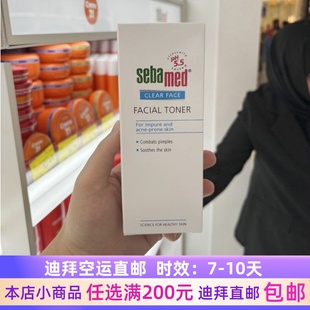 seba
med
pH
5.5
CLEAR FACE
FACIAL TONER
For impure and
acne-prone skin
• Combats pimples
• Soothes the skin
SCIENCE FOR HEALTHY SKIN
迪拜空运直邮 时效：7-10天
本店小商品 任选满200元 迪拜直邮 包邮